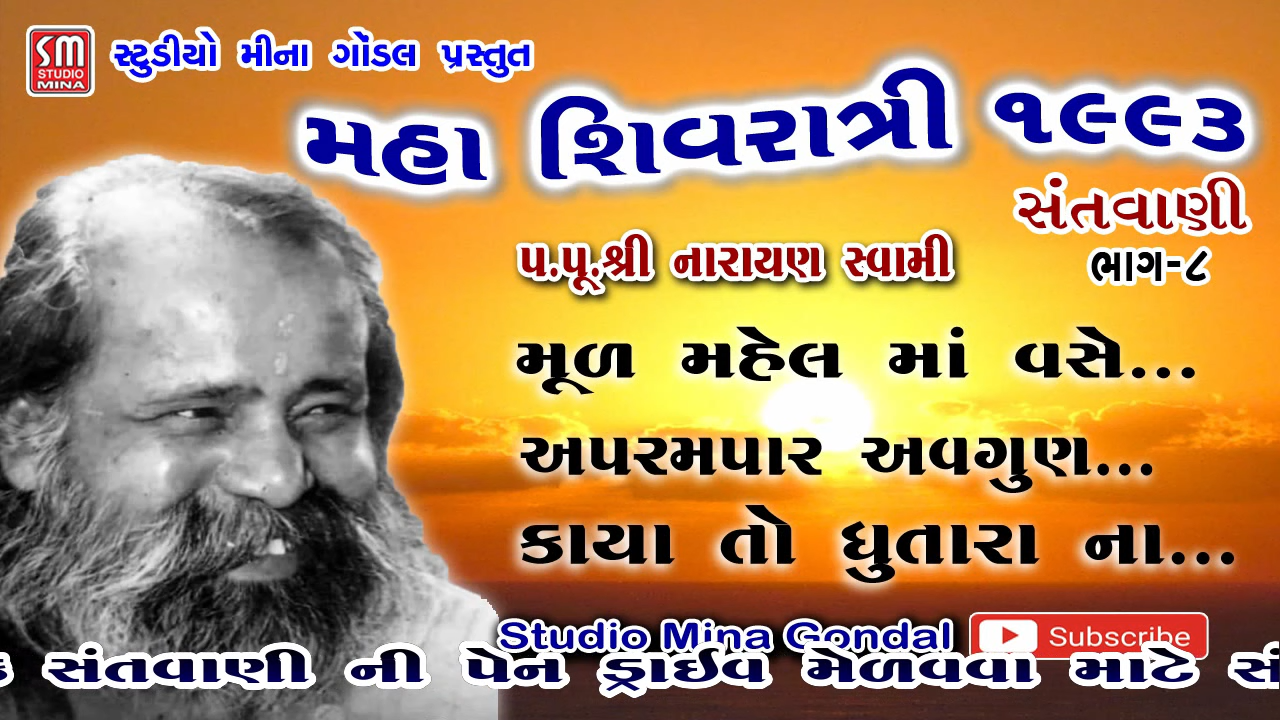 SM
STUDIO
MINA
સ્ટુડીયો મીના ગોંડલ પ્રસ્તુત
મહા શિવરાત્રી ૧૯૯૩
સંતવાણી
ભાગ-૮
પ.પૂ.શ્રી નારાયણ સ્વામી
મૂળ મહેલ માં વસે...
અપરમપાર અવગુણ...
કાયા તો ધુતારા ના...
Studio Mina Gondal
Subscribe
સંતવાણી ની પેન ડ્રાઈવ મેળવવા માટે